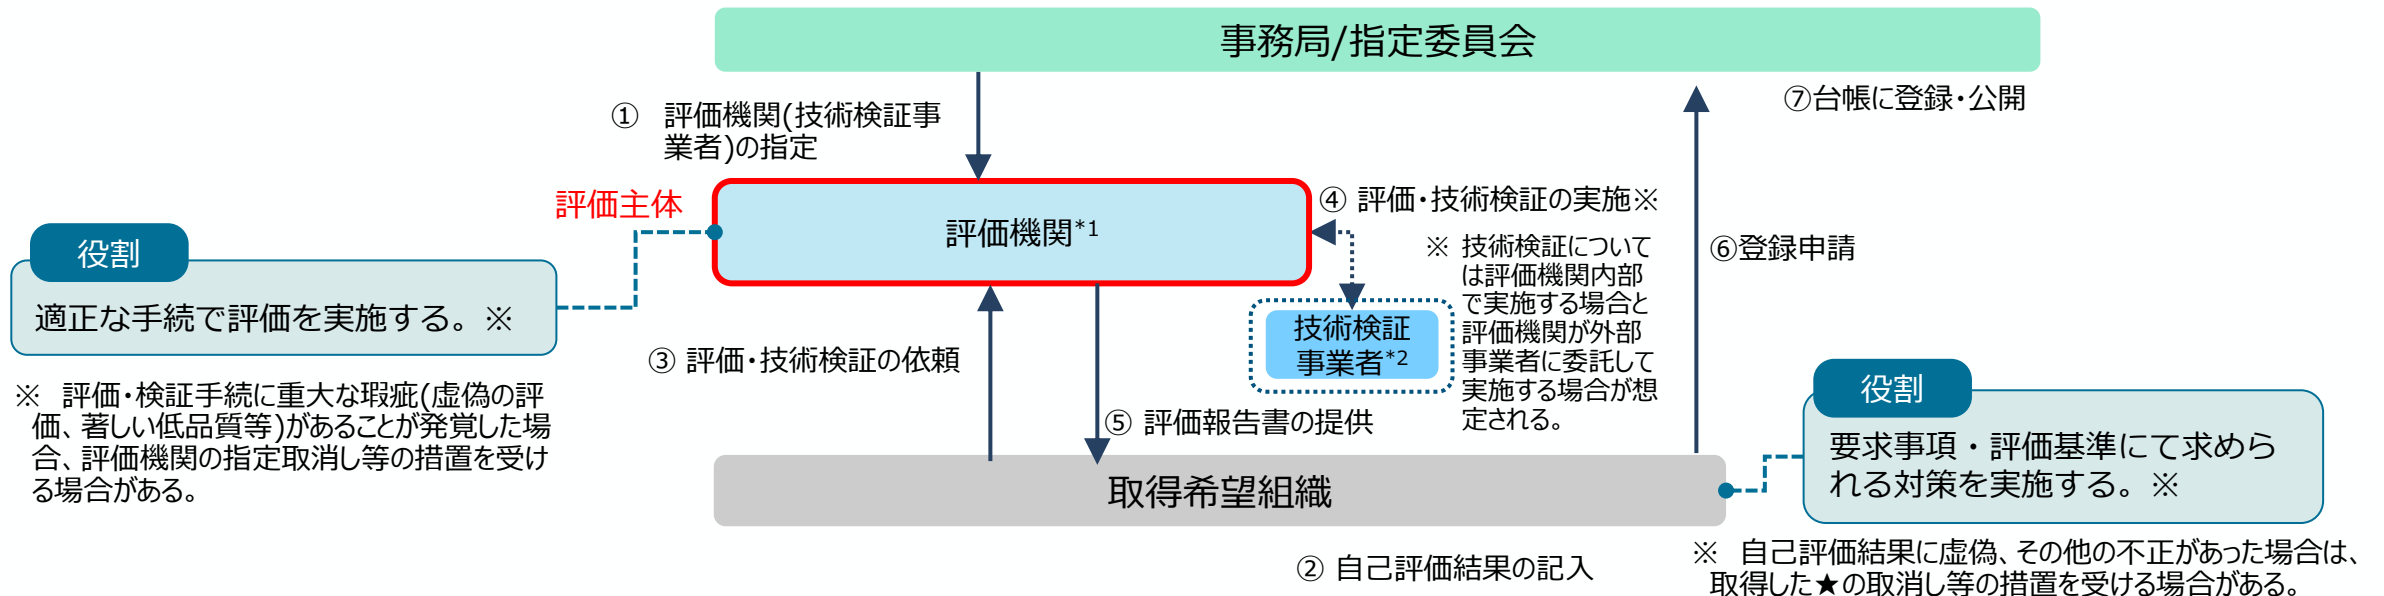 事務局/指定委員会
① 評価機関(技術検証事
業者)の指定
⑦台帳に登録・公開
評価主体
評価機関*1
④ 評価・技術検証の実施※
※ 技術検証について
は評価機関内部
で実施する場合と
評価機関が外部
事業者に委託して
実施する場合が想
定される。
⑥登録申請
役割
適正な手続で評価を実施する。※
※ 評価・検証手続に重大な瑕疵(虚偽の評
価、著しい低品質等)があることが発覚した場
合、評価機関の指定取消し等の措置を受け
る場合がある。
技術検証
事業者*2
③ 評価・技術検証の依頼
⑤ 評価報告書の提供
取得希望組織
② 自己評価結果の記入
役割
要求事項・評価基準にて求めら
れる対策を実施する。※
※ 自己評価結果に虚偽、その他の不正があった場合は、
取得した★の取消し等の措置を受ける場合がある。